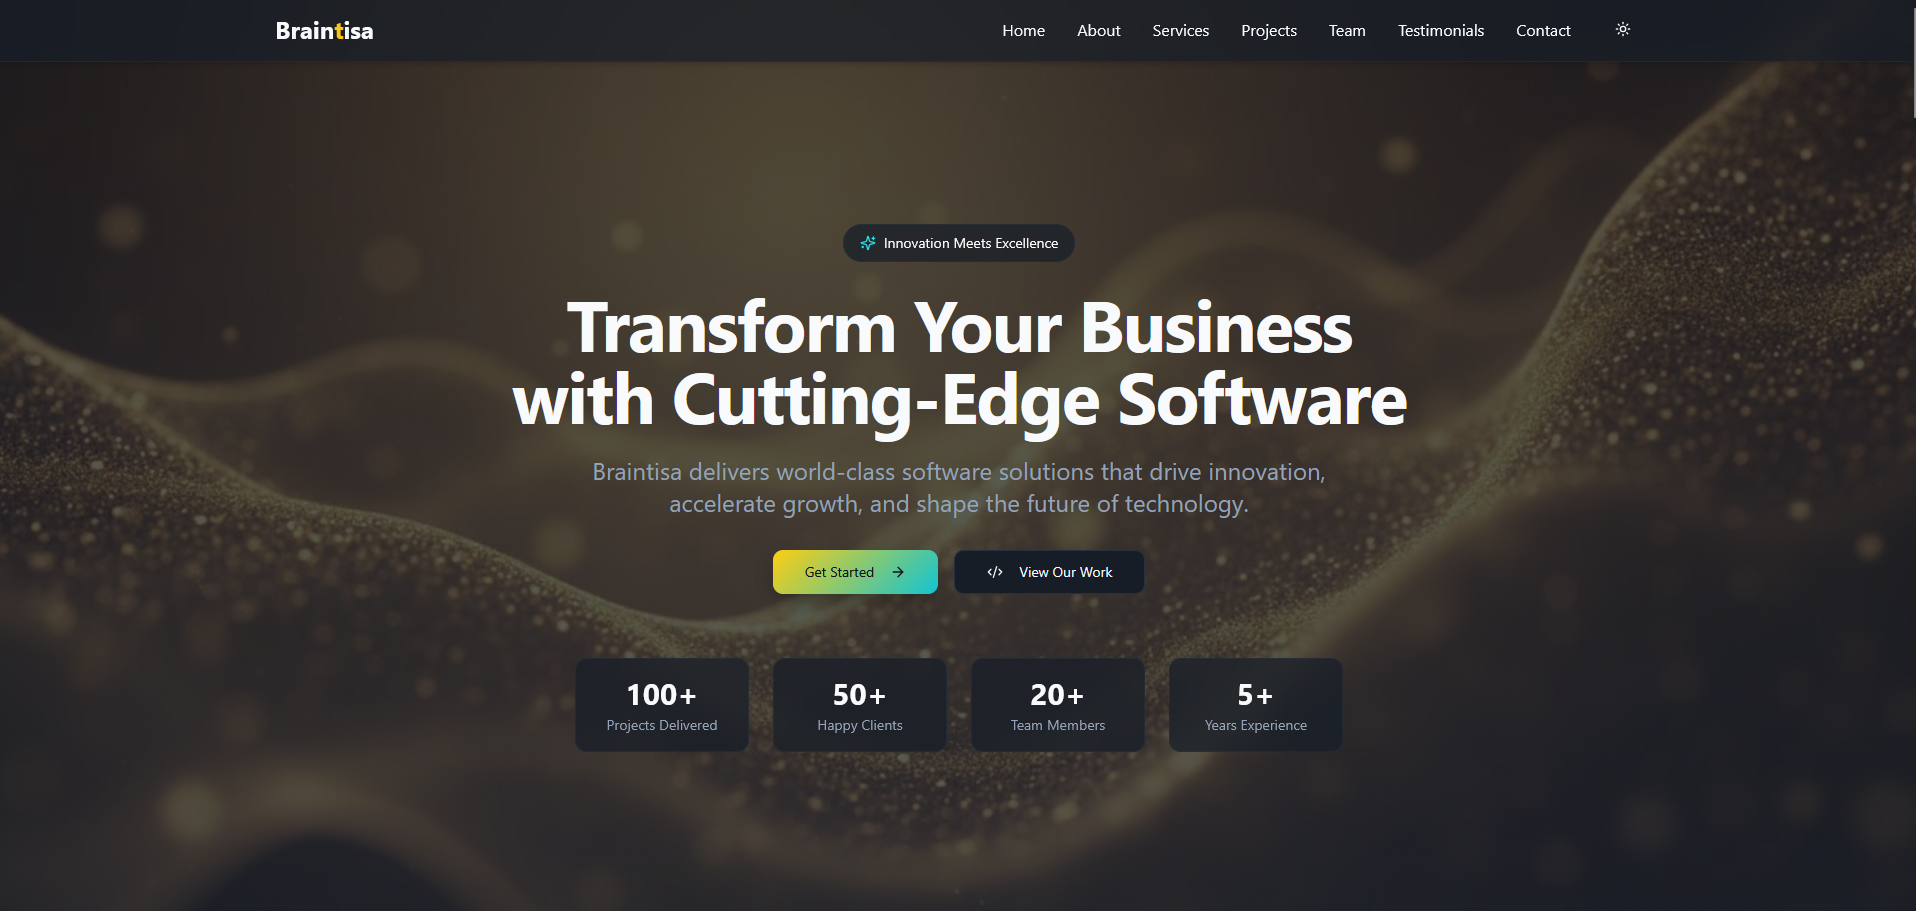 Braintisa
Home About Services Projects Team Testimonials Contact
Innovation Meets Excellence
Transform Your Business
with Cutting-Edge Software
Braintisa delivers world-class software solutions that drive innovation,
accelerate growth, and shape the future of technology.
Get Started
View Our Work
100+
Projects Delivered
50+
Happy Clients
20+
Team Members
5+
Years Experience